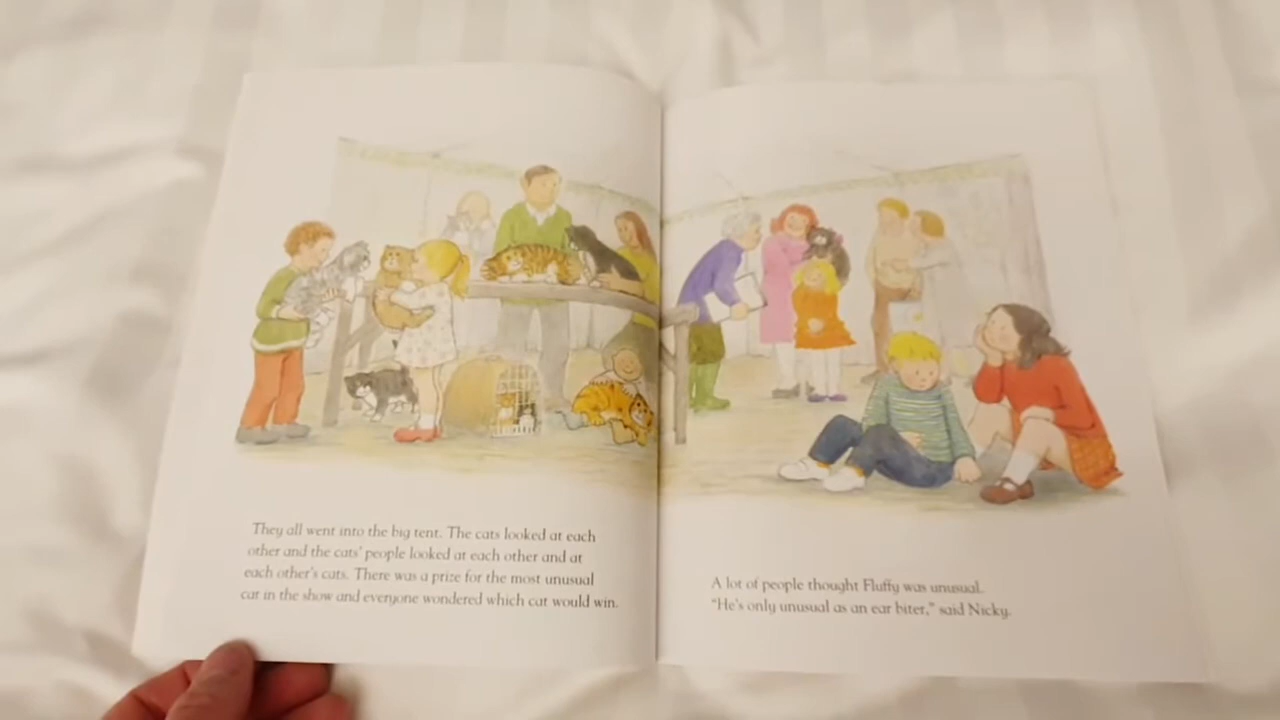 They all went into the big tent. The cats looked at each
other and the cats' people looked at each other and at
each other's cats. There was a prize for the most unusual
cat in the show and everyone wondered which cat would win.
A lot of people thought Fluffy was unusual.
"He's only unusual as an ear biter," said Nicky.